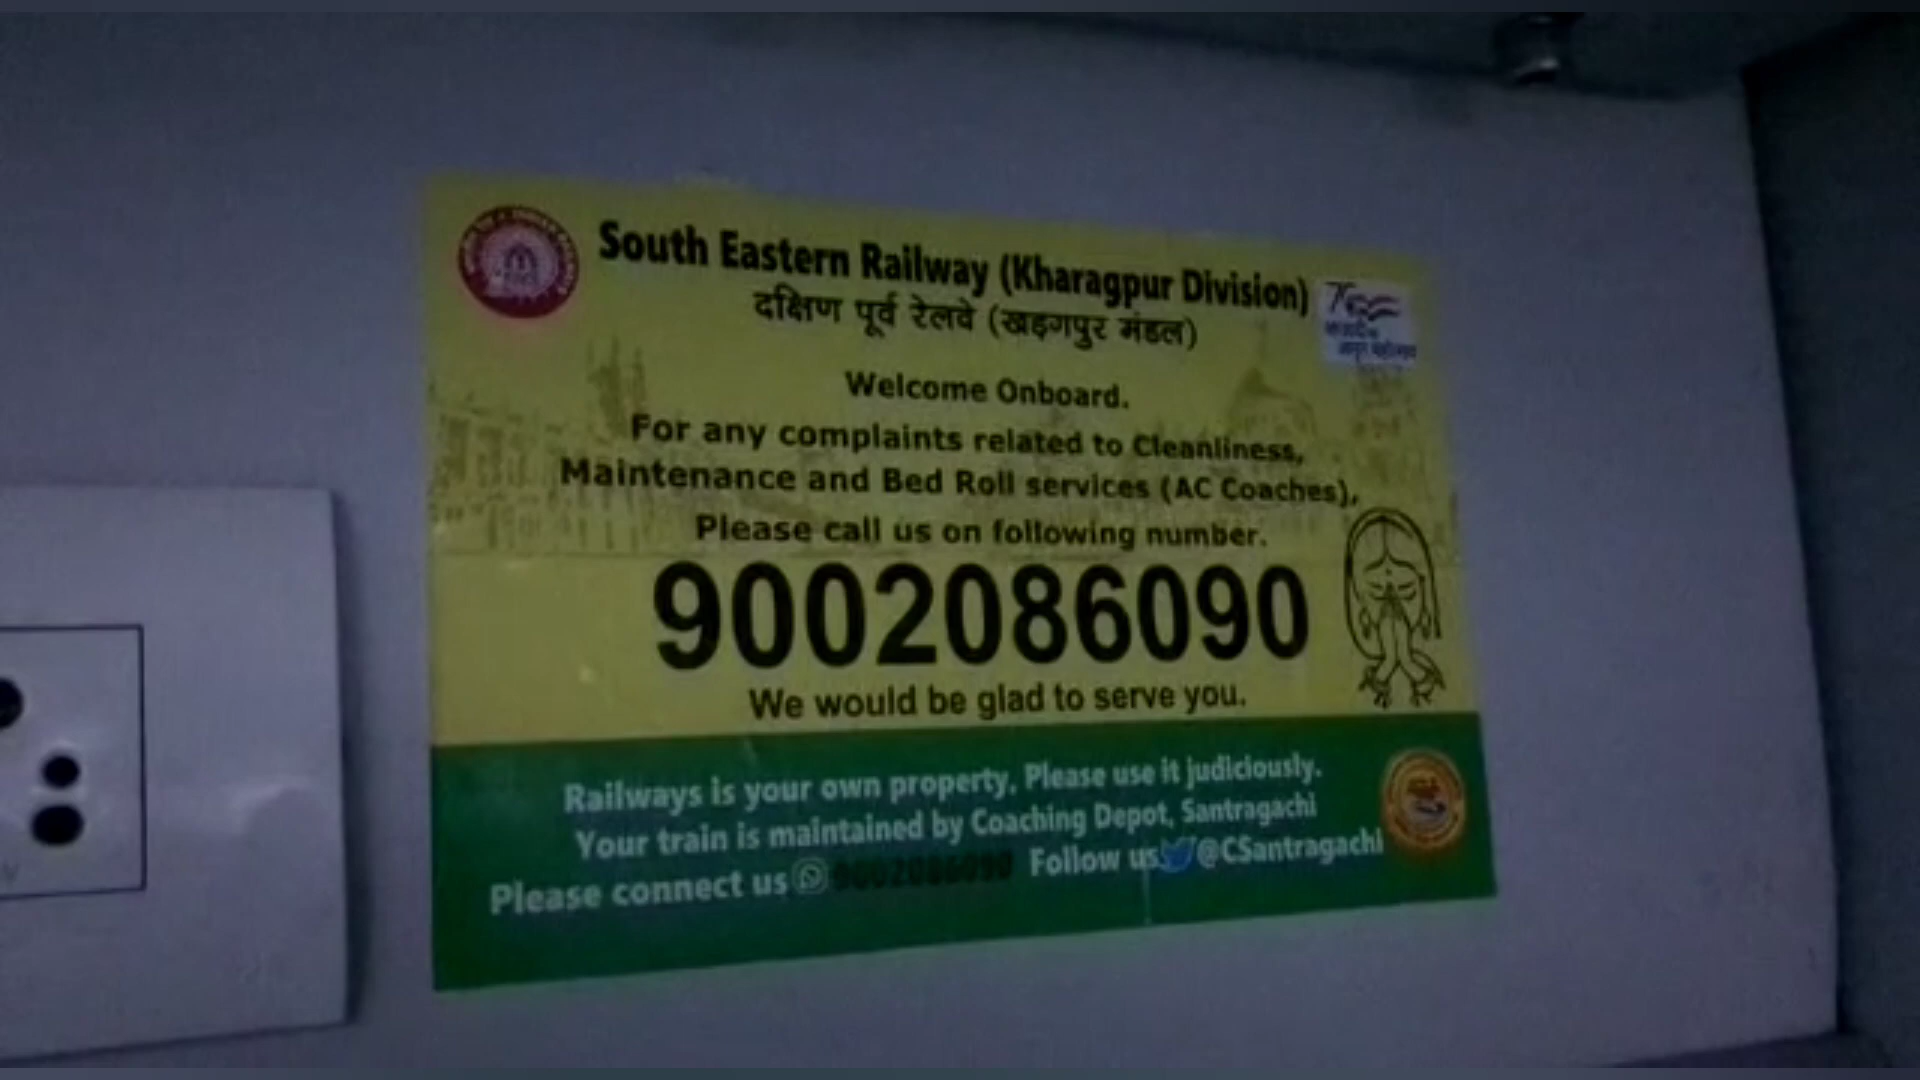 South Eastern Railway (Kharagpur Division)
दक्षिण पूर्व रेलवे (खड़गपुर मंडल)
Welcome Onboard.
For any complaints related to Cleanliness,
Maintenance and Bed Roll services (AC Coaches),
Please call us on following number.
9002086090
We would be glad to serve you.
Railways is your own property, Please use it judiciously.
Your train is maintained by Coaching Depot, Santragachi
Please connect us 9002086090 Follow us @CSantragachi